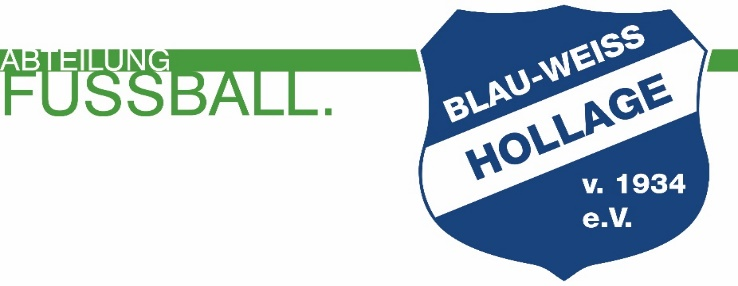 ABTEILUNG
FUSSBALL.
BLAU-WEISS
HOLLAGE
v. 1934
e.V.